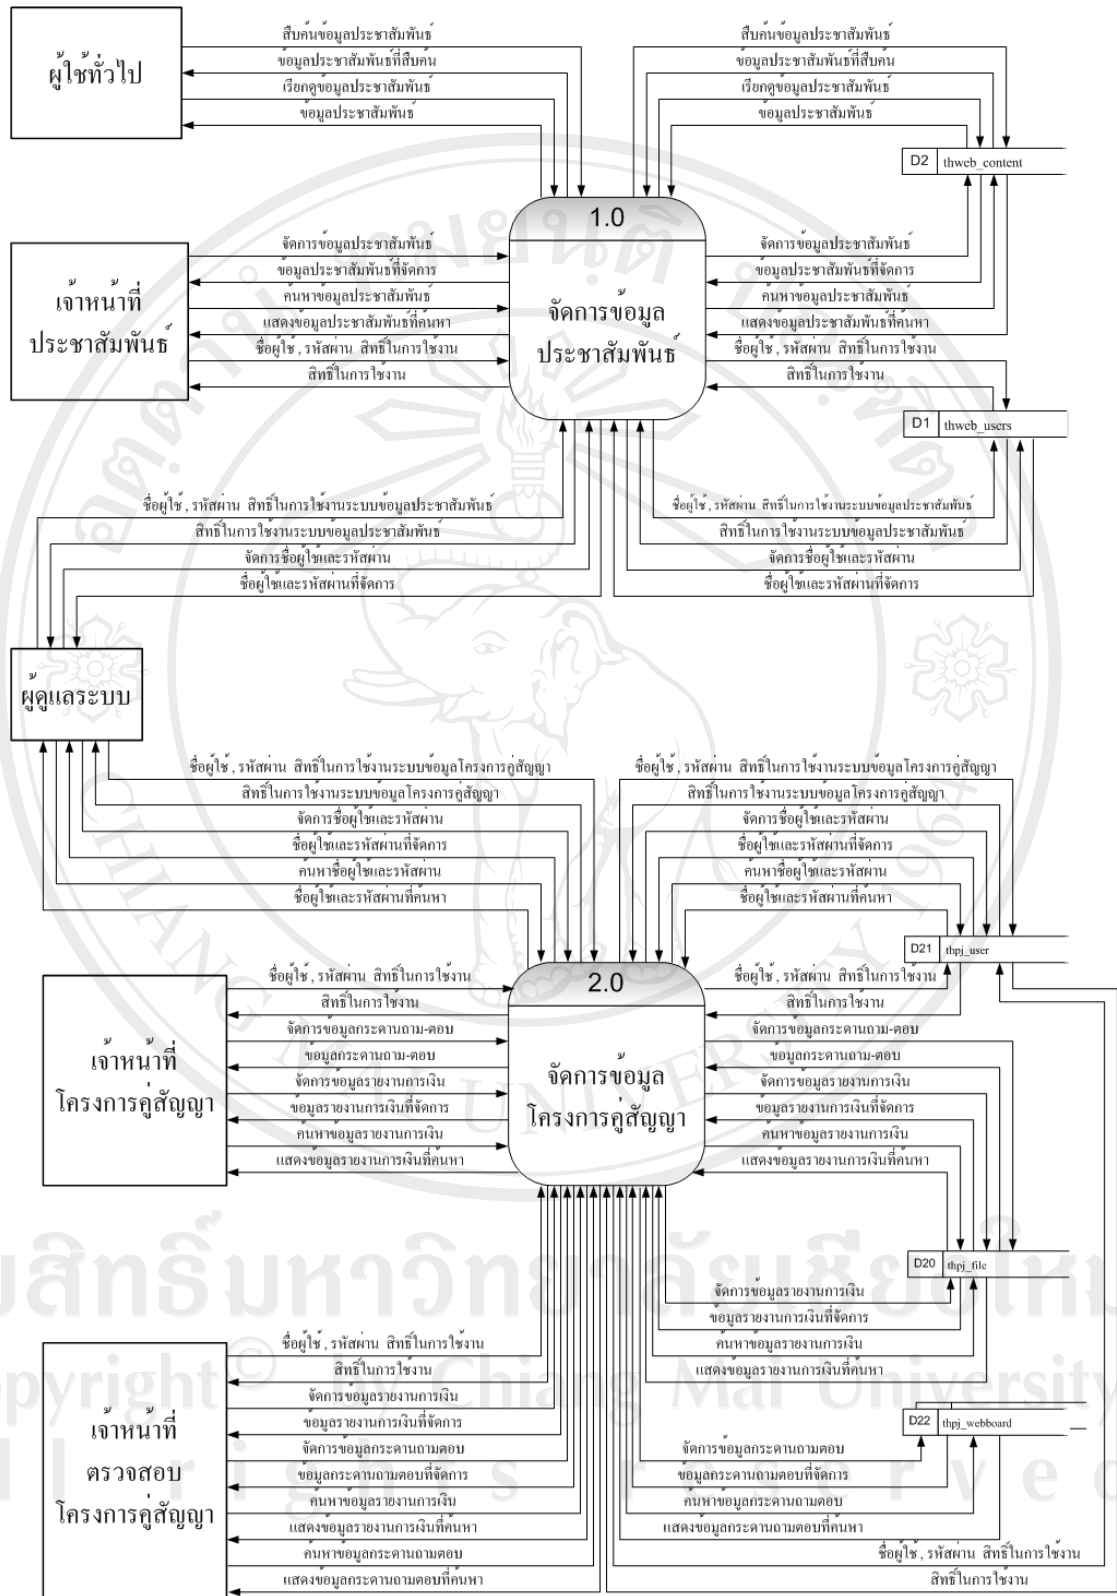 ผู้ใช้ทั่วไป
สืบค้นข้อมูลประชาสัมพันธ์
ข้อมูลประชาสัมพันธ์ที่สืบค้น
เรียกดูข้อมูลประชาสัมพันธ์
ข้อมูลประชาสัมพันธ์
สืบค้นข้อมูลประชาสัมพันธ์
ข้อมูลประชาสัมพันธ์ที่สืบค้น
เรียกดูข้อมูลประชาสัมพันธ์
ข้อมูลประชาสัมพันธ์
D2 thweb_content
1.0
จัดการข้อมูล
ประชาสัมพันธ์
เจ้าหน้าที่
ประชาสัมพันธ์
จัดการข้อมูลประชาสัมพันธ์
ข้อมูลประชาสัมพันธ์ที่จัดการ
ค้นหาข้อมูลประชาสัมพันธ์
แสดงข้อมูลประชาสัมพันธ์ที่ค้นหา
ชื่อผู้ใช้ , รหัสผ่าน สิทธิ์ในการใช้งาน
สิทธิ์ในการใช้งาน
จัดการข้อมูลประชาสัมพันธ์
ข้อมูลประชาสัมพันธ์ที่จัดการ
ค้นหาข้อมูลประชาสัมพันธ์
แสดงข้อมูลประชาสัมพันธ์ที่ค้นหา
ชื่อผู้ใช้ , รหัสผ่าน สิทธิ์ในการใช้งาน
สิทธิ์ในการใช้งาน
D1 thweb_users
ชื่อผู้ใช้ , รหัสผ่าน สิทธิ์ในการใช้งานระบบข้อมูลประชาสัมพันธ์
สิทธิ์ในการใช้งานระบบข้อมูลประชาสัมพันธ์
จัดการชื่อผู้ใช้และรหัสผ่าน
ชื่อผู้ใช้และรหัสผ่านที่จัดการ
ชื่อผู้ใช้ , รหัสผ่าน สิทธิ์ในการใช้งานระบบข้อมูลประชาสัมพันธ์
สิทธิ์ในการใช้งานระบบข้อมูลประชาสัมพันธ์
จัดการชื่อผู้ใช้และรหัสผ่าน
ชื่อผู้ใช้และรหัสผ่านที่จัดการ
ผู้ดูแลระบบ
ชื่อผู้ใช้ , รหัสผ่าน สิทธิ์ในการใช้งานระบบข้อมูลโครงการคู่สัญญา
สิทธิ์ในการใช้งานระบบข้อมูลโครงการคู่สัญญา
จัดการชื่อผู้ใช้และรหัสผ่าน
ชื่อผู้ใช้และรหัสผ่านที่จัดการ
ค้นหาชื่อผู้ใช้และรหัสผ่าน
ชื่อผู้ใช้และรหัสผ่านที่ค้นหา
ชื่อผู้ใช้ , รหัสผ่าน สิทธิ์ในการใช้งานระบบข้อมูลโครงการคู่สัญญา
สิทธิ์ในการใช้งานระบบข้อมูลโครงการคู่สัญญา
จัดการชื่อผู้ใช้และรหัสผ่าน
ชื่อผู้ใช้และรหัสผ่านที่จัดการ
ค้นหาชื่อผู้ใช้และรหัสผ่าน
ชื่อผู้ใช้และรหัสผ่านที่ค้นหา
D21 thpj_user
2.0
จัดการข้อมูล
โครงการคู่สัญญา
เจ้าหน้าที่
โครงการคู่สัญญา
ชื่อผู้ใช้ , รหัสผ่าน สิทธิ์ในการใช้งาน
สิทธิ์ในการใช้งาน
จัดการข้อมูลกระดานถาม-ตอบ
ข้อมูลกระดานถาม-ตอบ
จัดการข้อมูลรายงานการเงิน
ข้อมูลรายงานการเงินที่จัดการ
ค้นหาข้อมูลรายงานการเงิน
แสดงข้อมูลรายงานการเงินที่ค้นหา
ชื่อผู้ใช้ , รหัสผ่าน สิทธิ์ในการใช้งาน
สิทธิ์ในการใช้งาน
จัดการข้อมูลกระดานถาม-ตอบ
ข้อมูลกระดานถาม-ตอบ
จัดการข้อมูลรายงานการเงิน
ข้อมูลรายงานการเงินที่จัดการ
ค้นหาข้อมูลรายงานการเงิน
แสดงข้อมูลรายงานการเงินที่ค้นหา
D20 thpj_file
จัดการข้อมูลรายงานการเงิน
ข้อมูลรายงานการเงินที่จัดการ
ค้นหาข้อมูลรายงานการเงิน
แสดงข้อมูลรายงานการเงินที่ค้นหา
D22 thpj_webboard
เจ้าหน้าที่
ตรวจสอบ
โครงการคู่สัญญา
ชื่อผู้ใช้ , รหัสผ่าน สิทธิ์ในการใช้งาน
สิทธิ์ในการใช้งาน
จัดการข้อมูลรายงานการเงิน
ข้อมูลรายงานการเงินที่จัดการ
จัดการข้อมูลกระดานถามตอบ
ข้อมูลกระดานถามตอบที่จัดการ
ค้นหาข้อมูลรายงานการเงิน
แสดงข้อมูลรายงานการเงินที่ค้นหา
ค้นหาข้อมูลกระดานถามตอบ
แสดงข้อมูลกระดานถามตอบที่ค้นหา
จัดการข้อมูลกระดานถามตอบ
ข้อมูลกระดานถามตอบที่จัดการ
ค้นหาข้อมูลกระดานถามตอบ
แสดงข้อมูลกระดานถามตอบที่ค้นหา
ชื่อผู้ใช้ , รหัสผ่าน สิทธิ์ในการใช้งาน
สิทธิ์ในการใช้งาน
CHIANG MAI UNIVERSITY 1964
สิทธิ์มหาวิทยาลัยเชียงใหม่
opyright © by Chiang Mai University
ll rights reserved